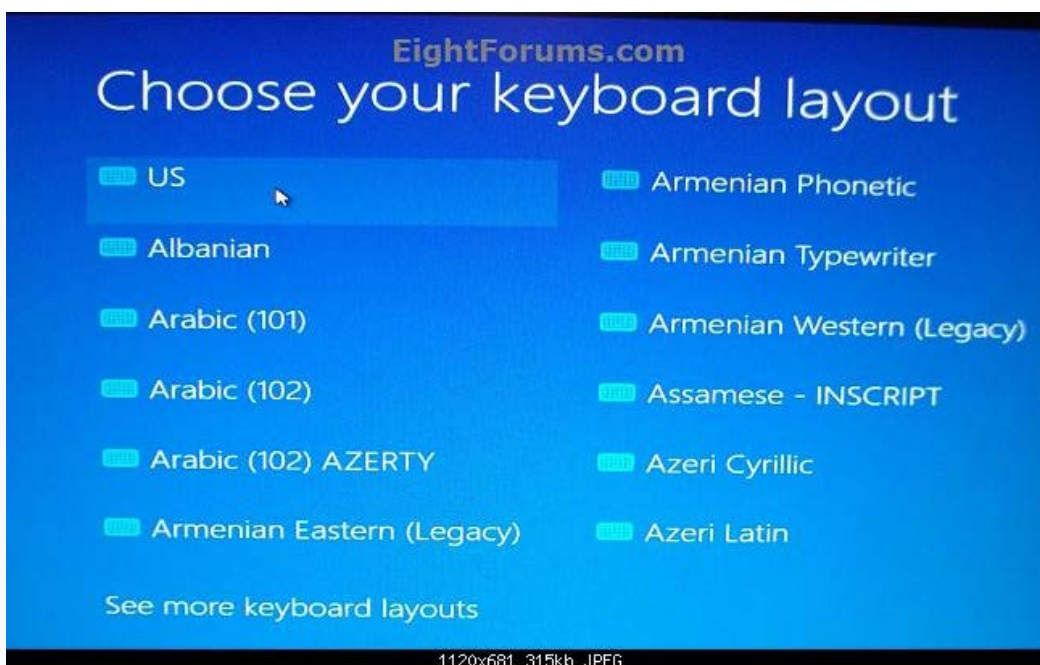 EightForums.com
Choose your keyboard layout
US
Albanian
Arabic (101)
Arabic (102)
Arabic (102) AZERTY
Armenian Eastern (Legacy)
See more keyboard layouts
Armenian Phonetic
Armenian Typewriter
Armenian Western (Legacy)
Assamese - INSCRIPT
Azeri Cyrillic
Azeri Latin
1120x681 315kb JPEG